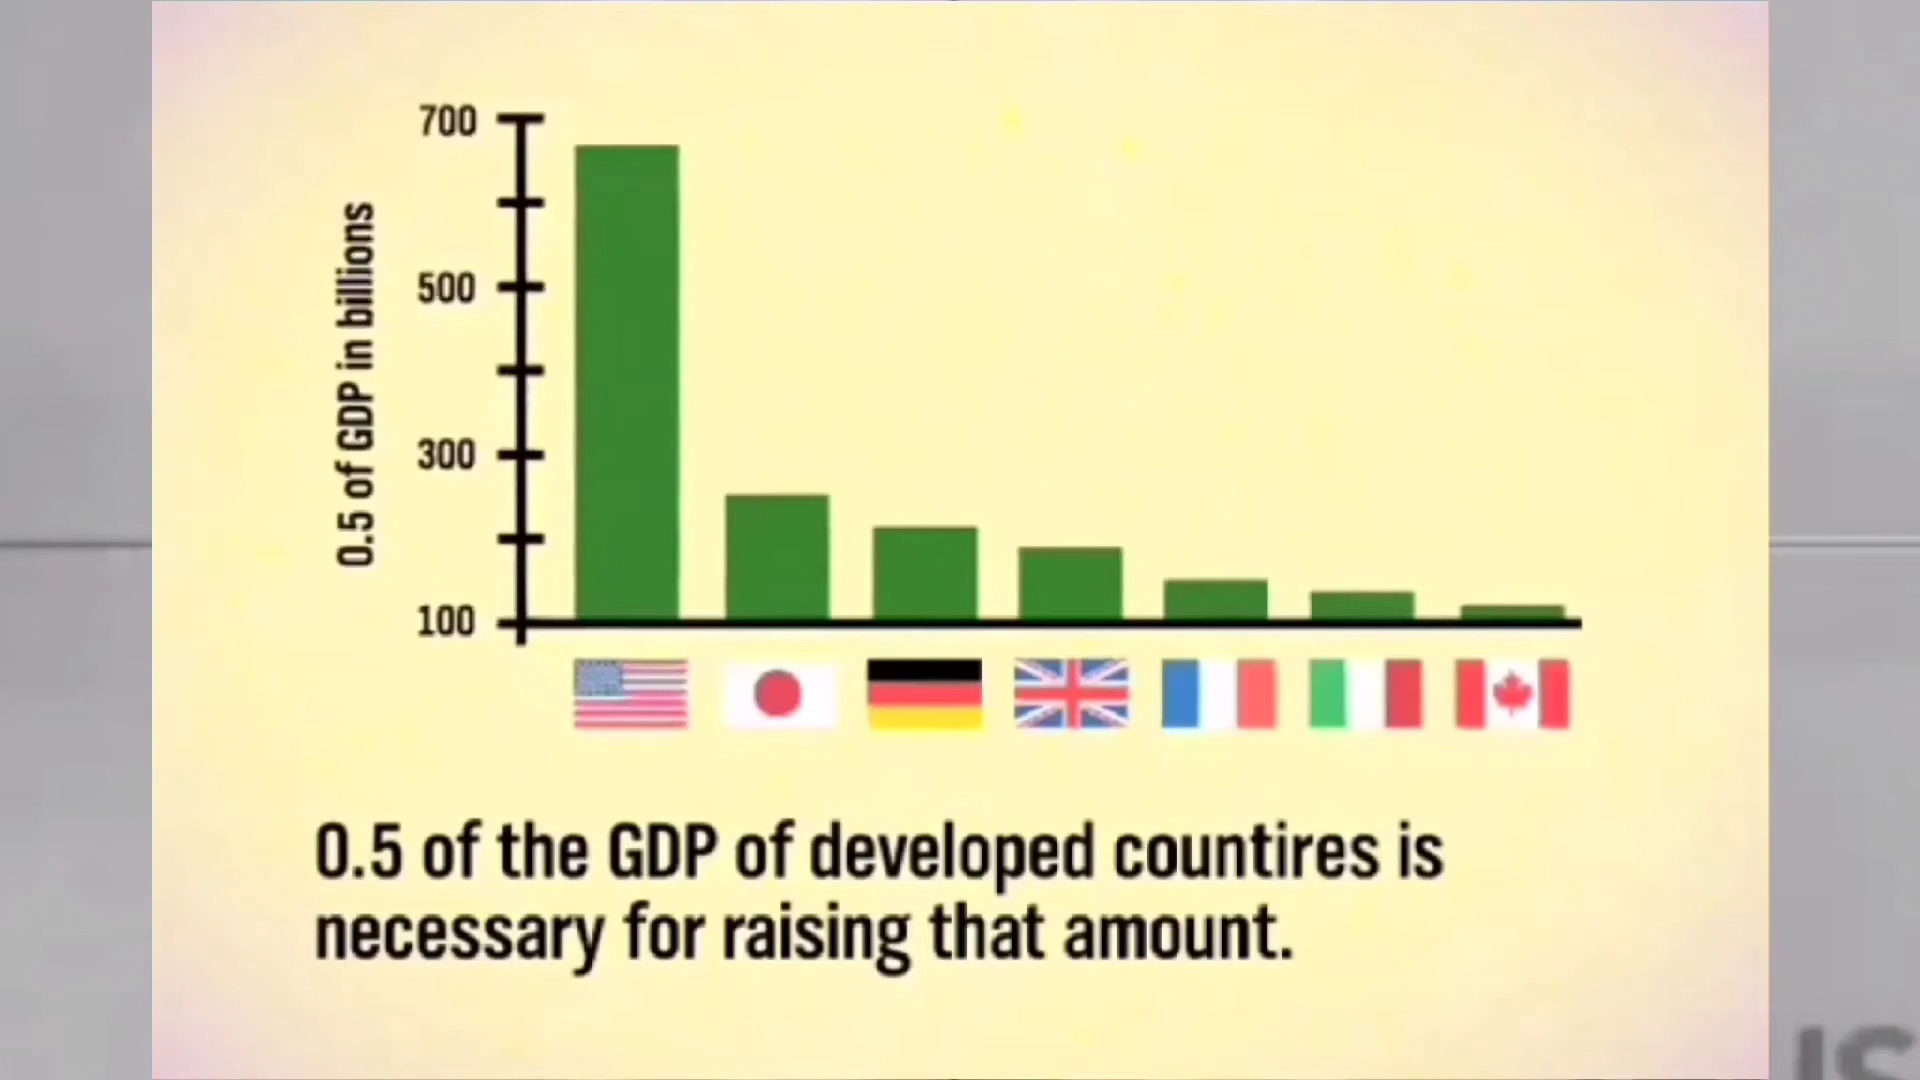 700
500
300
100
0.5 of GDP in billions
0.5 of the GDP of developed countires is
necessary for raising that amount.
IS